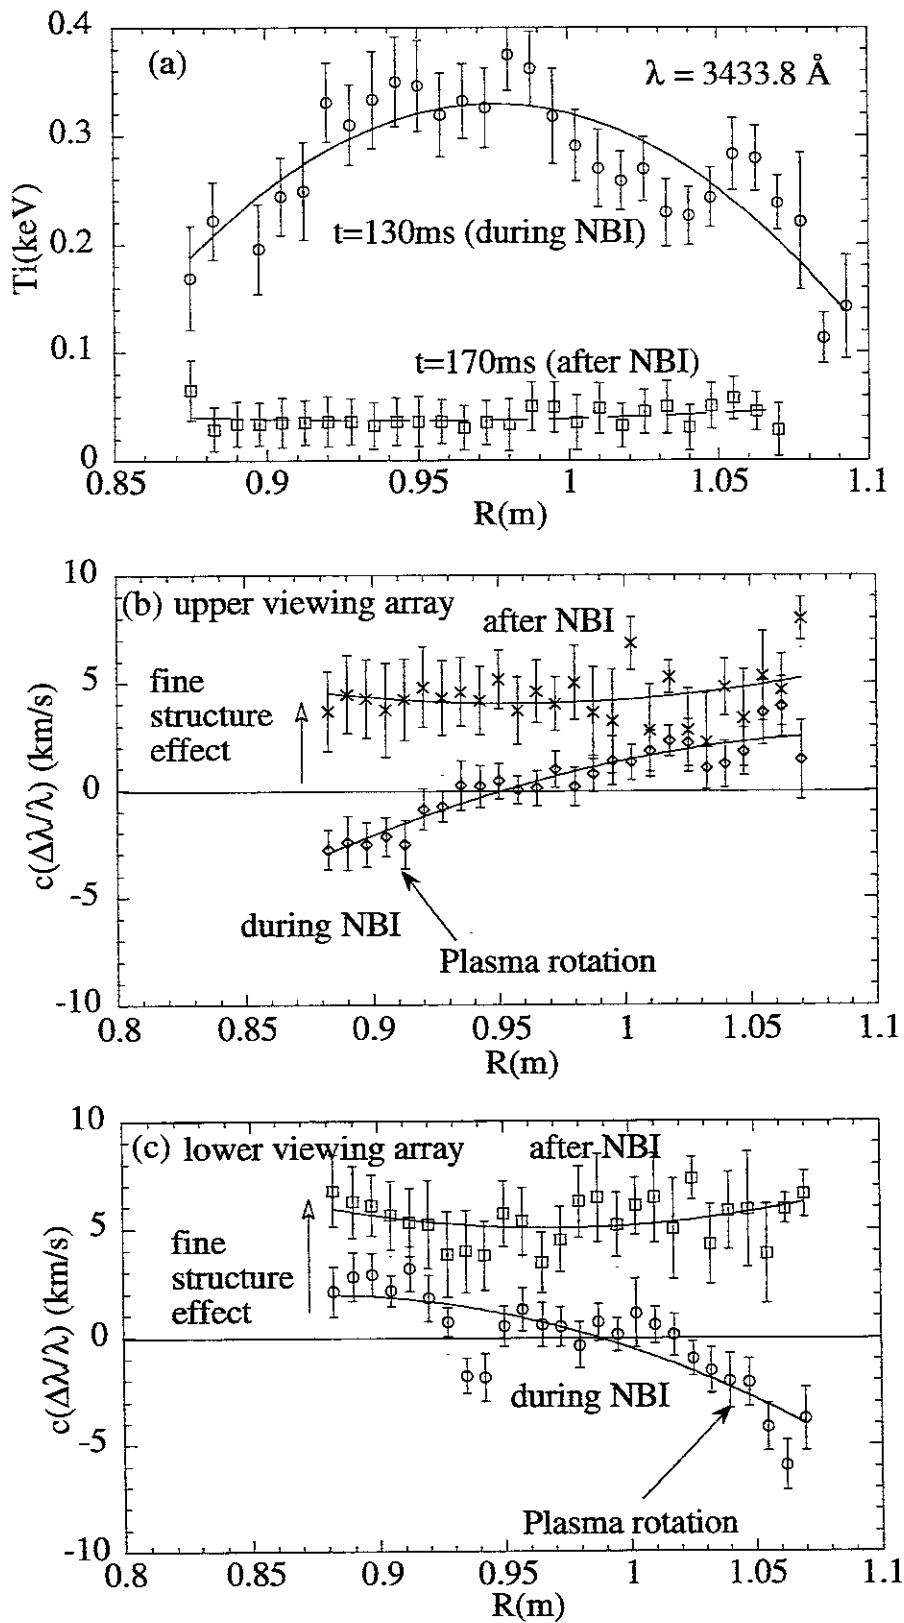 0.4
(a)
λ = 3433.8 Å
0.3
Ti(keV)
0.2
t=130ms (during NBI)
0.1
t=170ms (after NBI)
0
0.85
0.9
0.95
1
1.05
1.1
R(m)
10
(b) upper viewing array
after NBI
5
fine
structure
effect
c(Δλ/λ) (km/s)
0
-5
during NBI
Plasma rotation
-10
0.8
0.85
0.9
0.95
1
1.05
1.1
R(m)
10
(c) lower viewing array
after NBI
5
fine
structure
effect
c(Δλ/λ) (km/s)
0
during NBI
-5
Plasma rotation
-10
0.8
0.85
0.9
0.95
1
1.05
1.1
R(m)